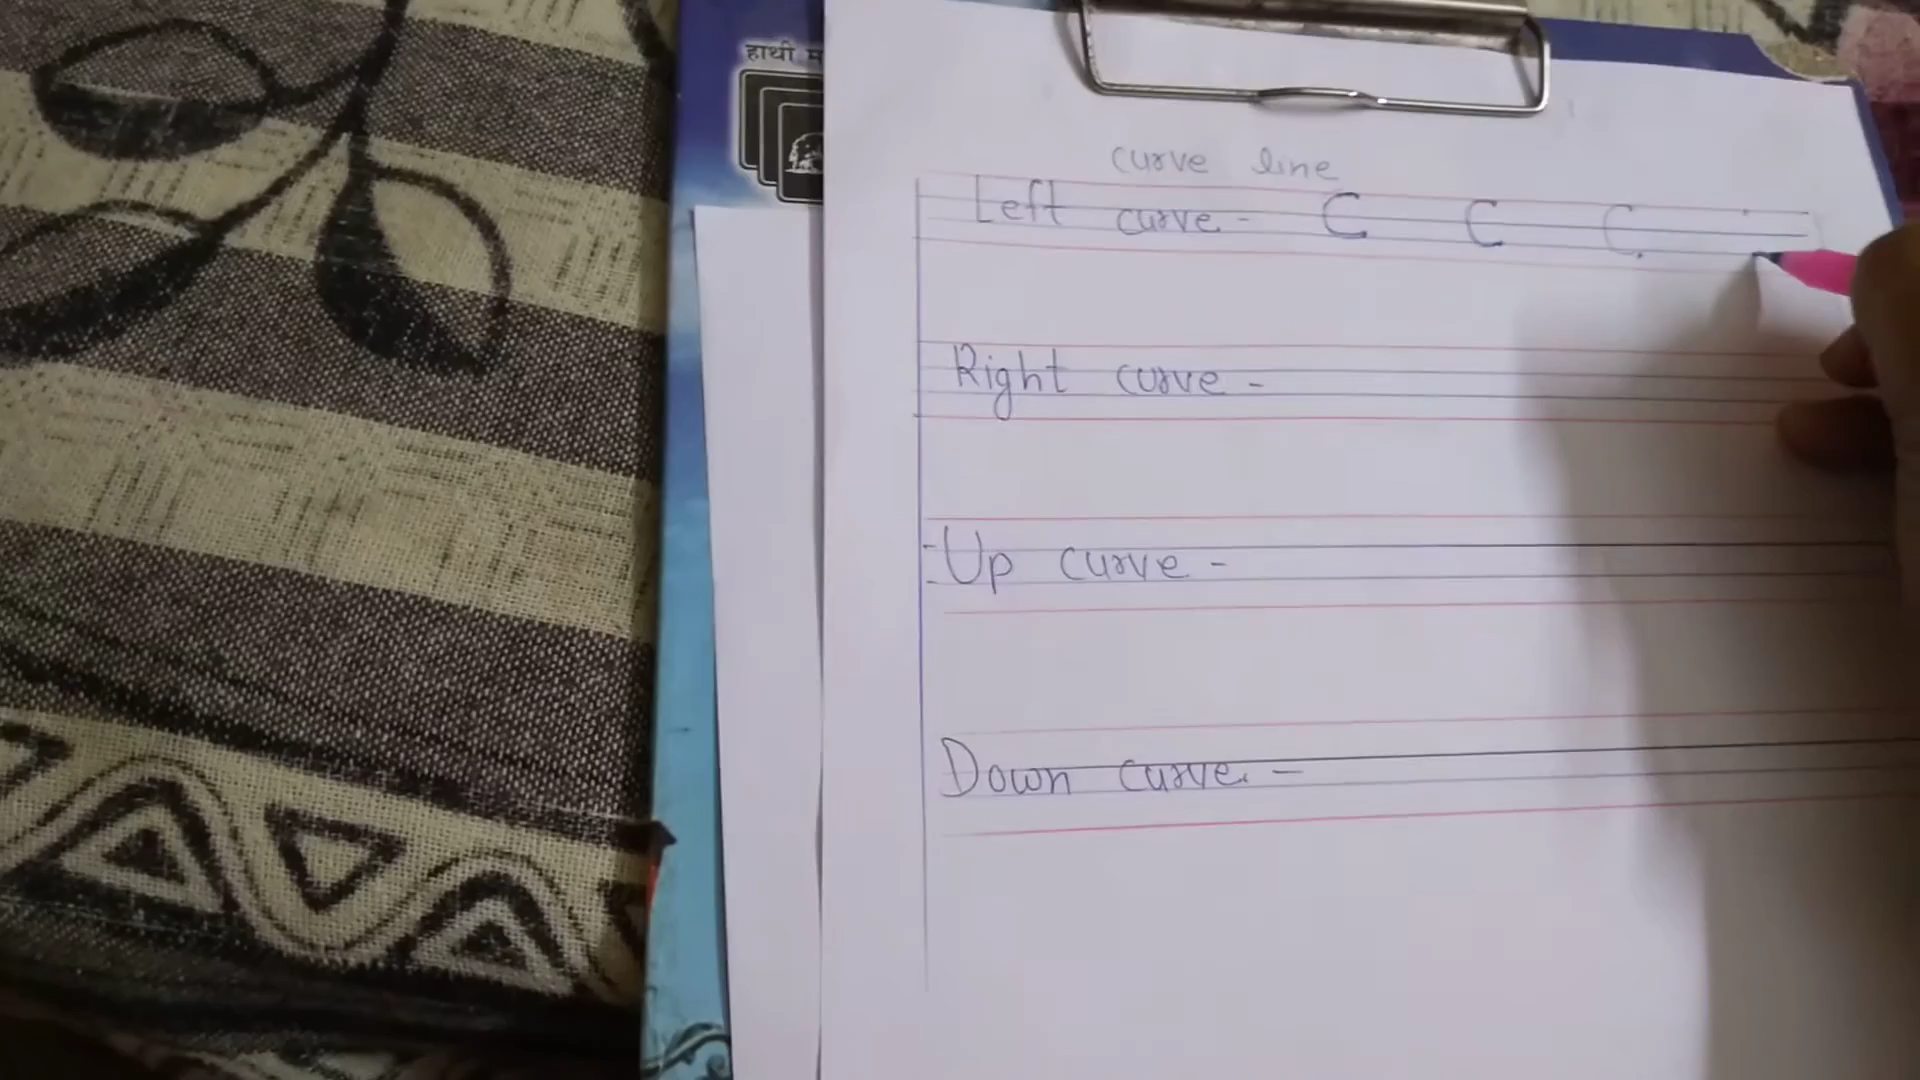 हाथी
curve line
Left curve - C C C
Right curve -
Up curve -
Down curve. -